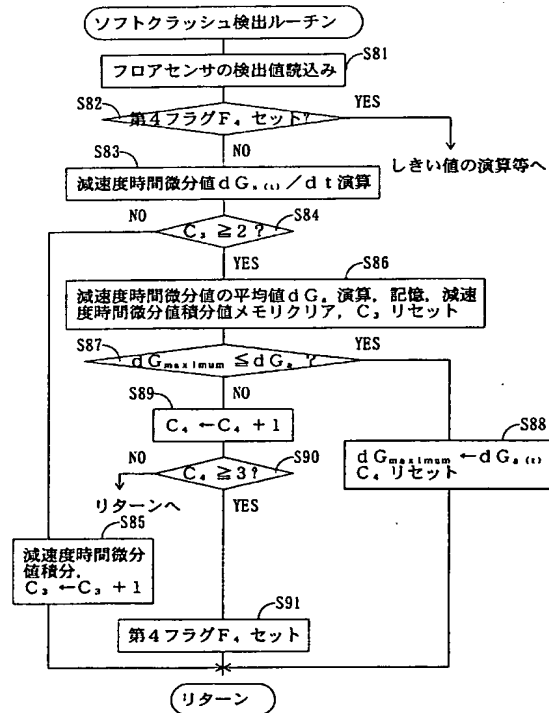 ソフトクラッシュ検出ルーチン
S81
フロアセンサの検出値読込み
S82
第4フラグF₄ セット?
YES
NO
しきい値の演算等へ
S83
減速度時間微分値dGₐ₍ₜ₎/dt演算
NO
S84
C₃≧2?
YES
S86
減速度時間微分値の平均値dGₐ演算,記憶,減速
度時間微分値積分値メモリクリア,C₃リセット
S87
dGmaximum≦dGₐ?
YES
NO
S89
C₄←C₄+1
S88
dGmaximum←dGₐ₍ₜ₎
C₄リセット
NO
S90
C₄≧3?
リターンへ
YES
S85
減速度時間微分
値積分,
C₃←C₃+1
S91
第4フラグF₄ セット
リターン